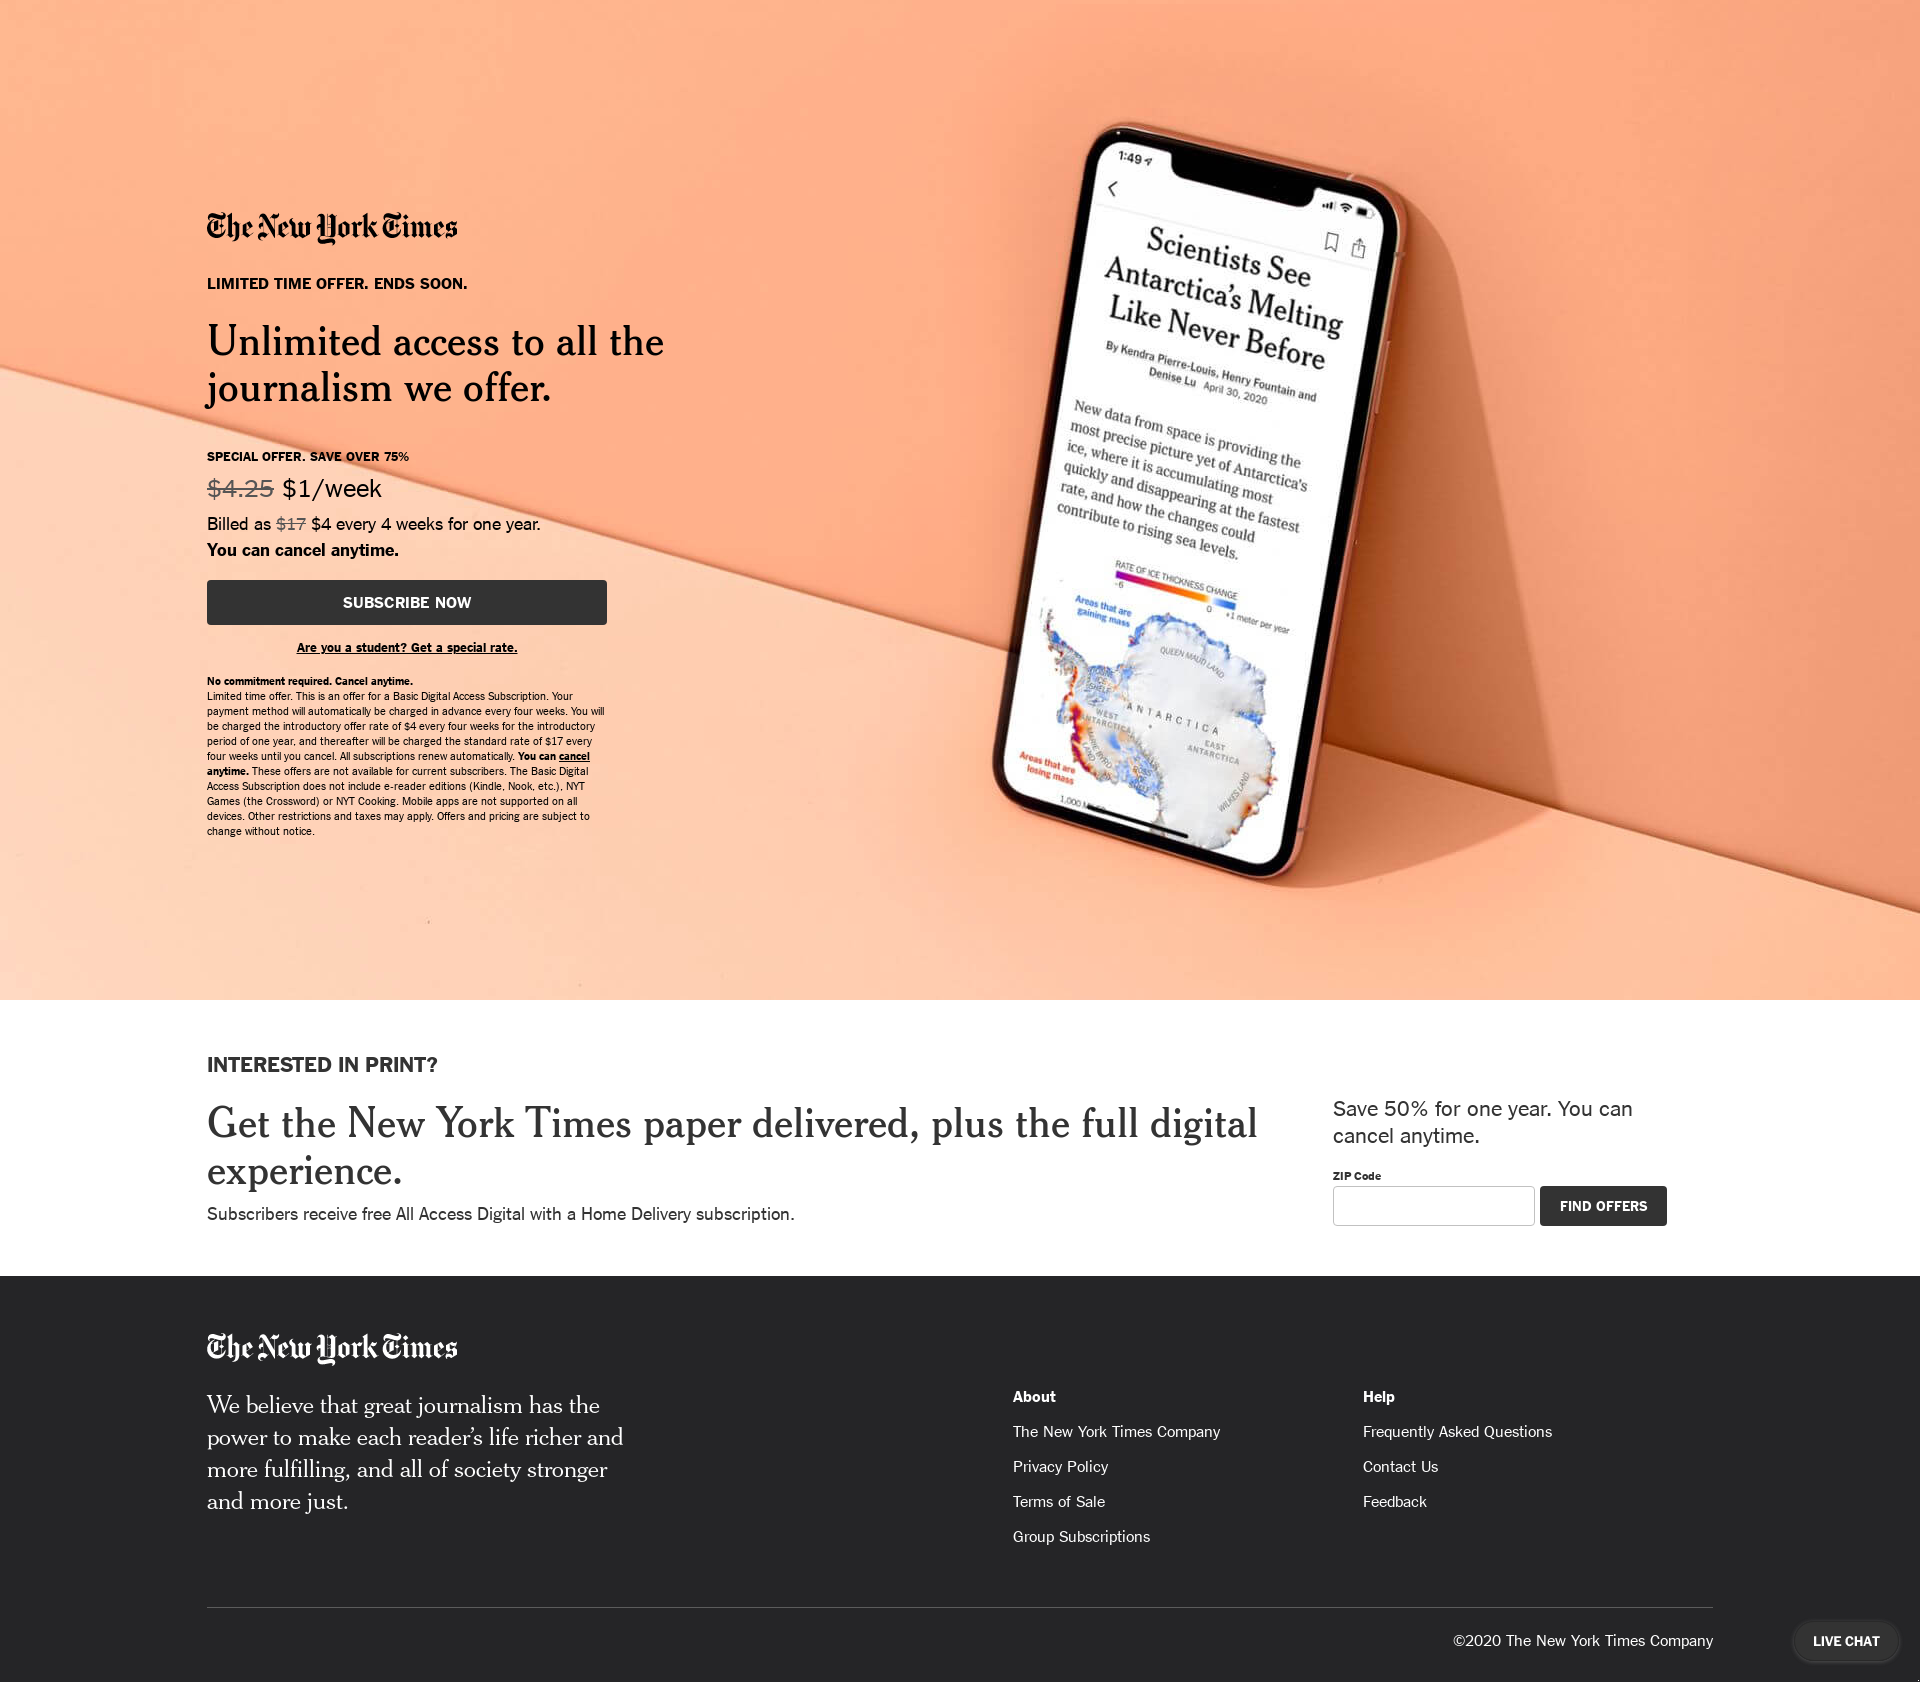 The New York Times
LIMITED TIME OFFER. ENDS SOON.
Unlimited access to all the
journalism we offer.
SPECIAL OFFER. SAVE OVER 75%
$4.25 $1/week
Billed as $17 $4 every 4 weeks for one year.
You can cancel anytime.
SUBSCRIBE NOW
Are you a student? Get a special rate.
No commitment required. Cancel anytime.
Limited time offer. This is an offer for a Basic Digital Access Subscription. Your
payment method will automatically be charged in advance every four weeks. You will
be charged the introductory offer rate of $4 every four weeks for the introductory
period of one year, and thereafter will be charged the standard rate of $17 every
four weeks until you cancel. All subscriptions renew automatically. You can cancel
anytime. These offers are not available for current subscribers. The Basic Digital
Access Subscription does not include e-reader editions (Kindle, Nook, etc.), NYT
Games (the Crossword) or NYT Cooking. Mobile apps are not supported on all
devices. Other restrictions and taxes may apply. Offers and pricing are subject to
change without notice.
1:49
Scientists See
Antarctica's Melting
Like Never Before
By Kendra Pierre-Louis, Henry Fountain and
Denise Lu April 30, 2020
New data from space is providing the
most precise picture yet of Antarctica's
ice, where it is accumulating most
quickly and disappearing at the fastest
rate, and how the changes could
contribute to rising sea levels.
RATE OF ICE THICKNESS CHANGE
-6
0
+1 meter per year
Areas that are
gaining mass
QUEEN MAUD LAND
SHELF
ANTARCTICA
WEST
ANTARCTICA
EAST
ANTARCTICA
MARIE BYRD
LAND
WILKES LAND
Areas that are
losing mass
1,000
INTERESTED IN PRINT?
Get the New York Times paper delivered, plus the full digital
experience.
Subscribers receive free All Access Digital with a Home Delivery subscription.
Save 50% for one year. You can
cancel anytime.
ZIP Code
FIND OFFERS
The New York Times
We believe that great journalism has the
power to make each reader's life richer and
more fulfilling, and all of society stronger
and more just.
About
The New York Times Company
Privacy Policy
Terms of Sale
Group Subscriptions
Help
Frequently Asked Questions
Contact Us
Feedback
©2020 The New York Times Company
LIVE CHAT